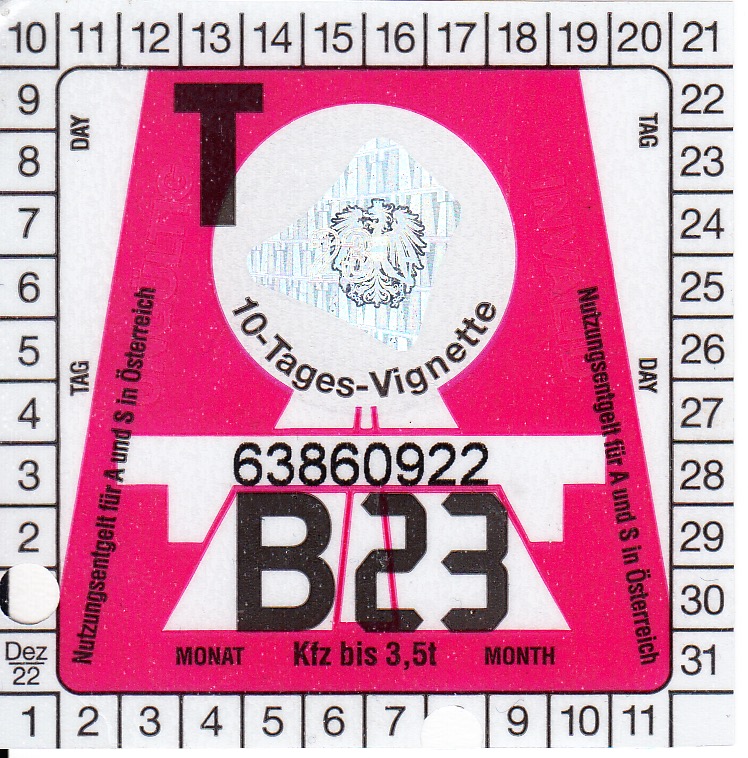 10 11 12 13 14 15 16 17 18 19 20 21
9 22
8 23
7 24
6 25
5 26
4 27
3 28
2 29
30
Dez
22
31
1 2 3 4 5 6 7 9 10 11
DAY
TAG
T
10-Tages-Vignette
TAG
DAY
Nutzungsentgelt für A und S in Österreich
Nutzungsentgelt für A und S in Österreich
63860922
B23
MONAT Kfz bis 3,5t MONTH